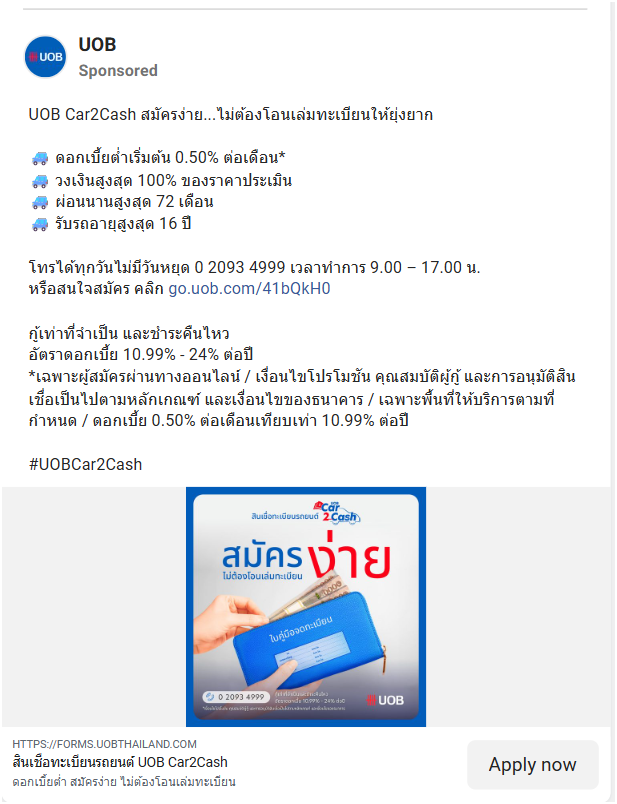 UOB
UOB
Sponsored
UOB Car2Cash สมัครง่าย...ไม่ต้องโอนเล่มทะเบียนให้ยุ่งยาก
ดอกเบี้ยต่ำเริ่มต้น 0.50% ต่อเดือน*
วงเงินสูงสุด 100% ของราคาประเมิน
ผ่อนนานสูงสุด 72 เดือน
รับรถอายุสูงสุด 16 ปี
โทรได้ทุกวันไม่มีวันหยุด 0 2093 4999 เวลาทำการ 9.00 – 17.00 น.
หรือสนใจสมัคร คลิก go.uob.com/41bQkH0
กู้เท่าที่จำเป็น และชำระคืนไหว
อัตราดอกเบี้ย 10.99% - 24% ต่อปี
*เฉพาะผู้สมัครผ่านทางออนไลน์ / เงื่อนไขโปรโมชัน คุณสมบัติผู้กู้ และการอนุมัติสิน
เชื่อเป็นไปตามหลักเกณฑ์ และเงื่อนไขของธนาคาร / เฉพาะพื้นที่ให้บริการตามที่
กำหนด / ดอกเบี้ย 0.50% ต่อเดือนเทียบเท่า 10.99% ต่อปี
#UOBCar2Cash
สินเชื่อทะเบียนรถยนต์
Car
2Cash
สมัครง่าย
ไม่ต้องโอนเล่มทะเบียน
ใบคู่มือจดทะเบียน
0 2093 4999
UOB
HTTPS://FORMS.UOBTHAILAND.COM
สินเชื่อทะเบียนรถยนต์ UOB Car2Cash
ดอกเบี้ยต่ำ สมัครง่าย ไม่ต้องโอนเล่มทะเบียน
Apply now